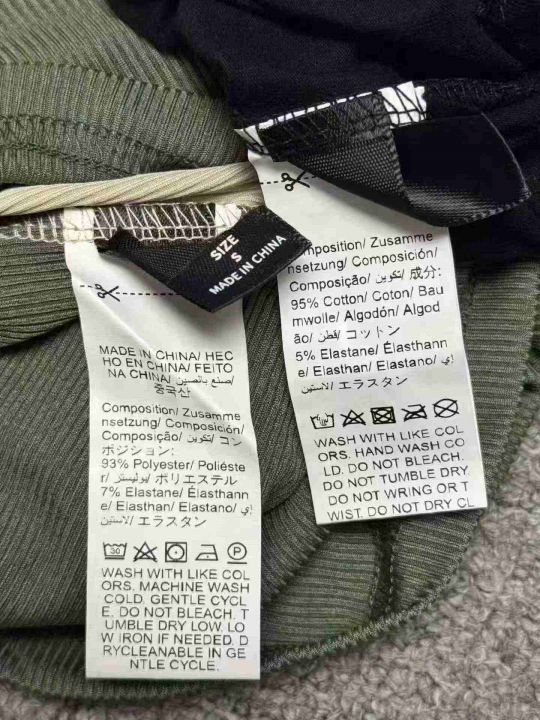 SIZE
S
MADE IN CHINA
MADE IN CHINA/ HEC
HO EN CHINA/ FEITO
NA CHINA/ صنع بالصين/
중국산
Composition/ Zusamme
nsetzung/ Composición/
Composição/ تكوين/ コン
ポジション:
93% Polyester/ Poliéster
r/ بوليستر/ ポリエステル
7% Elastane/ Élasthann
e/ Elasthan/ Elastano/ إي
لاستين/ エラスタン
30
P
WASH WITH LIKE COL
ORS. MACHINE WASH
COLD. GENTLE CYCL
E. DO NOT BLEACH. T
UMBLE DRY LOW. LO
W IRON IF NEEDED. D
RYCLEANABLE IN GE
NTLE CYCLE.
mposition/ Zusamme
nsetzung/ Composición/
Composição/ تكوين/ 成分:
95% Cotton/ Coton/ Bau
mwolle/ Algodón/ Algod
ão/ قطن/ コットン
5% Elastane/ Élasthann
e/ Elasthan/ Elastano/ إي
لاستين/ エラスタン
WASH WITH LIKE COL
ORS. HAND WASH CO
LD. DO NOT BLEACH.
DO NOT TUMBLE DRY.
DO NOT WRING OR T
WIST. DO NOT DRY CL